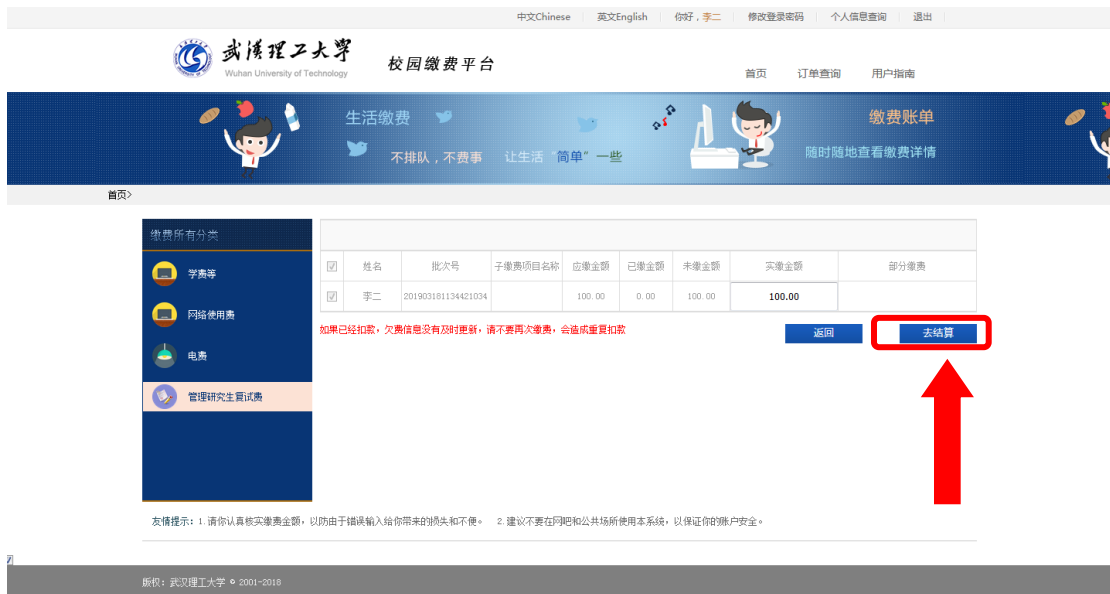 中文Chinese 英文English 你好，李二 修改登录密码 个人信息查询 退出
武漢理工大学 校园缴费平台
Wuhan University of Technology
首页 订单查询 用户指南
生活缴费 缴费账单
不排队，不费事 让生活“简单”一些 随时随地查看缴费详情
首页>
缴费所有分类
学费等
网络使用费
电费
管理研究生复试费
姓名 批次号 子缴费项目名称 应缴金额 已缴金额 未缴金额 实缴金额 部分缴费
李二 201903181134421034 100.00 0.00 100.00 100.00
如果已经扣款，欠费信息没有及时更新，请不要再次缴费，会造成重复扣款
返回 去结算
友情提示：1.请你认真核实缴费金额，以防由于错误输入给你带来的损失和不便。 2.建议不要在网吧和公共场所使用本系统，以保证你的账户安全。
版权：武汉理工大学 © 2001-2018